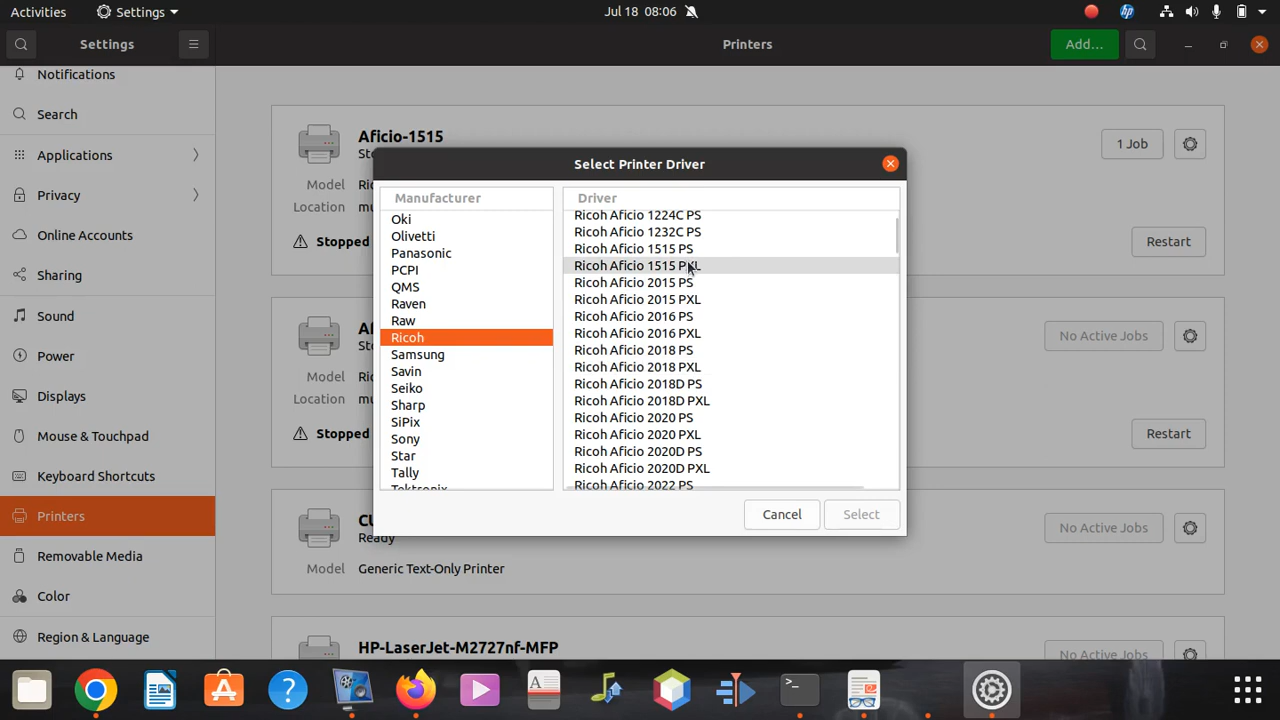 Activities
Settings
Jul 18 08:06
Settings
Printers
Add...
Notifications
Search
Applications
Privacy
Online Accounts
Sharing
Sound
Power
Displays
Mouse & Touchpad
Keyboard Shortcuts
Printers
Removable Media
Color
Region & Language
Aficio-1515
1 Job
Model
Location
Stopped
Restart
No Active Jobs
Model
Location
Stopped
Restart
Ready
No Active Jobs
Model Generic Text-Only Printer
HP-LaserJet-M2727nf-MFP
No Active Jobs
Select Printer Driver
Manufacturer
Oki
Olivetti
Panasonic
PCPI
QMS
Raven
Raw
Ricoh
Samsung
Savin
Seiko
Sharp
SiPix
Sony
Star
Tally
Tektronix
Driver
Ricoh Aficio 1224C PS
Ricoh Aficio 1232C PS
Ricoh Aficio 1515 PS
Ricoh Aficio 1515 PXL
Ricoh Aficio 2015 PS
Ricoh Aficio 2015 PXL
Ricoh Aficio 2016 PS
Ricoh Aficio 2016 PXL
Ricoh Aficio 2018 PS
Ricoh Aficio 2018 PXL
Ricoh Aficio 2018D PS
Ricoh Aficio 2018D PXL
Ricoh Aficio 2020 PS
Ricoh Aficio 2020 PXL
Ricoh Aficio 2020D PS
Ricoh Aficio 2020D PXL
Ricoh Aficio 2022 PS
Cancel
Select